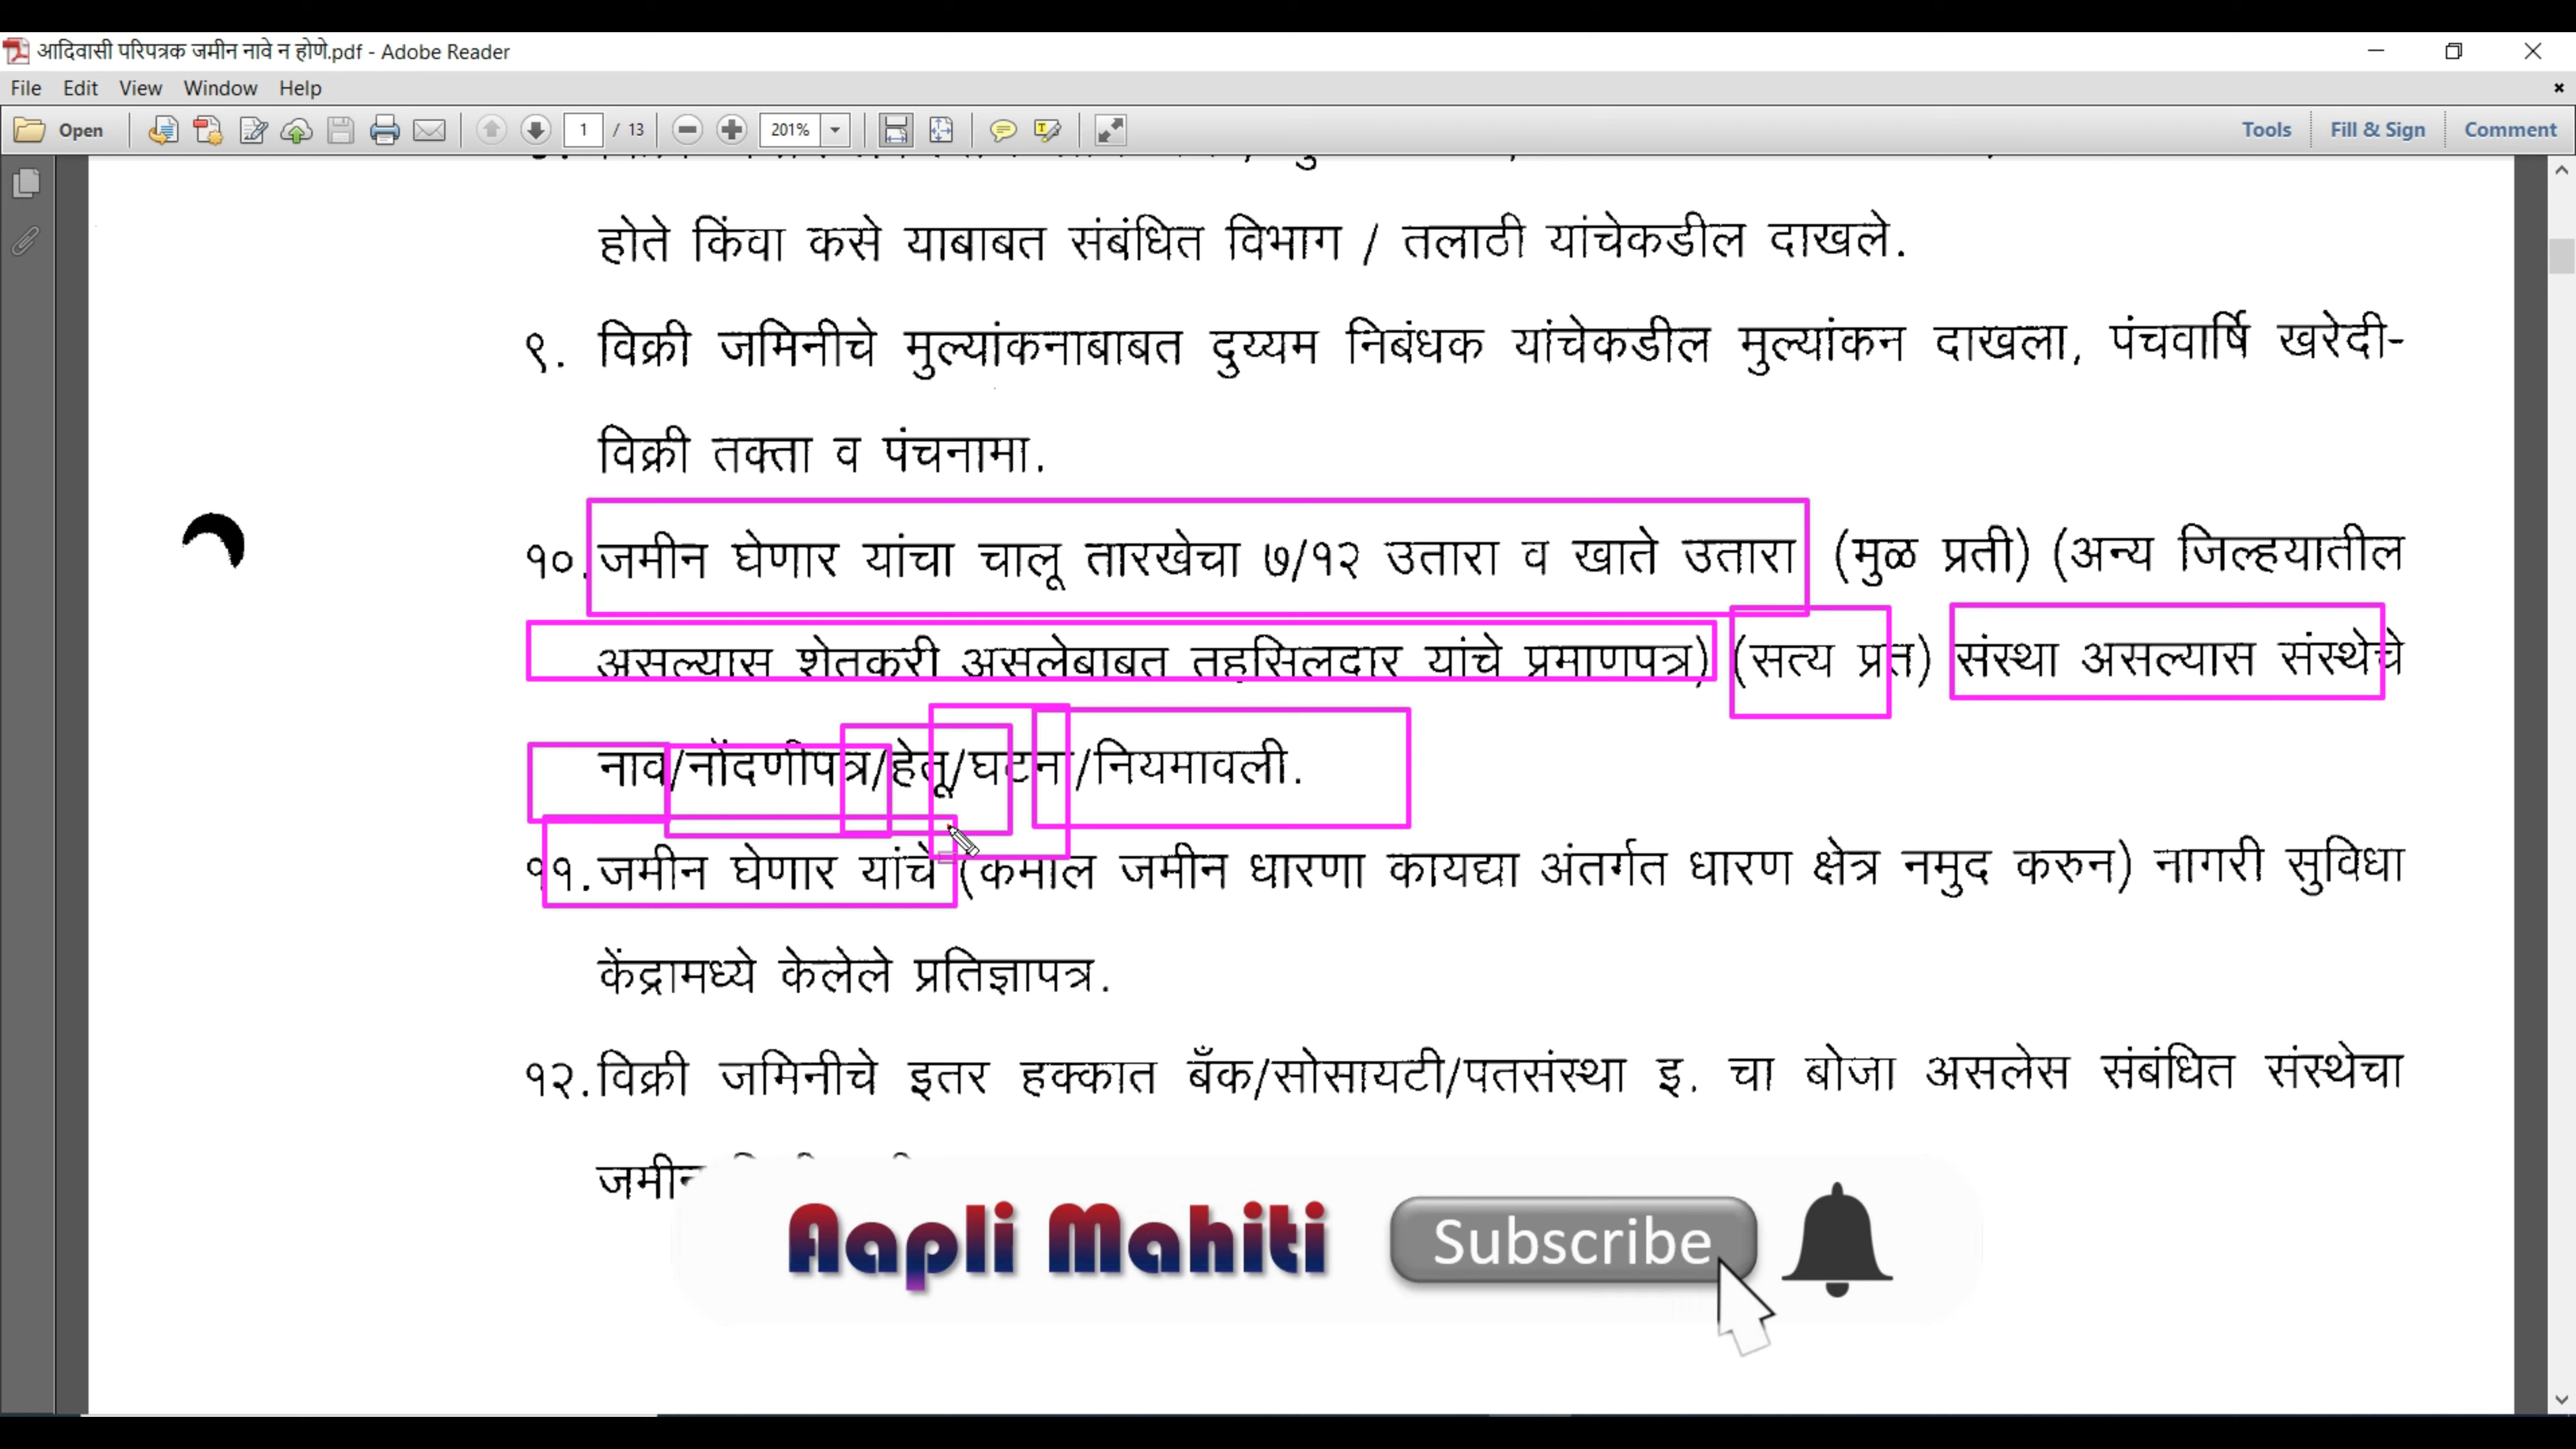 आदिवासी परिपत्रक जमीन नावे न होणे.pdf - Adobe Reader
File Edit View Window Help
Open 1 / 13 201% Tools Fill & Sign Comment
होते किंवा कसे याबाबत संबंधित विभाग / तलाठी यांचेकडील दाखले.
९. विक्री जमिनीचे मुल्यांकनाबाबत दुय्यम निबंधक यांचेकडील मुल्यांकन दाखला, पंचवार्षि खरेदी-
विक्री तक्ता व पंचनामा.
१०. जमीन घेणार यांचा चालू तारखेचा ७/१२ उतारा व खाते उतारा (मुळ प्रती) (अन्य जिल्हयातील
असल्यास शेतकरी असलेबाबत तहसिलदार यांचे प्रमाणपत्र) (सत्य प्रत) संस्था असल्यास संस्थेचे
नाव/नोंदणीपत्र/हेतू/घटना/नियमावली.
११. जमीन घेणार यांचे (कमाल जमीन धारणा कायद्या अंतर्गत धारण क्षेत्र नमुद करुन) नागरी सुविधा
केंद्रामध्ये केलेले प्रतिज्ञापत्र.
१२. विक्री जमिनीचे इतर हक्कात बँक/सोसायटी/पतसंस्था इ. चा बोजा असलेस संबंधित संस्थेचा
जमीन
Aapli Mahiti Subscribe